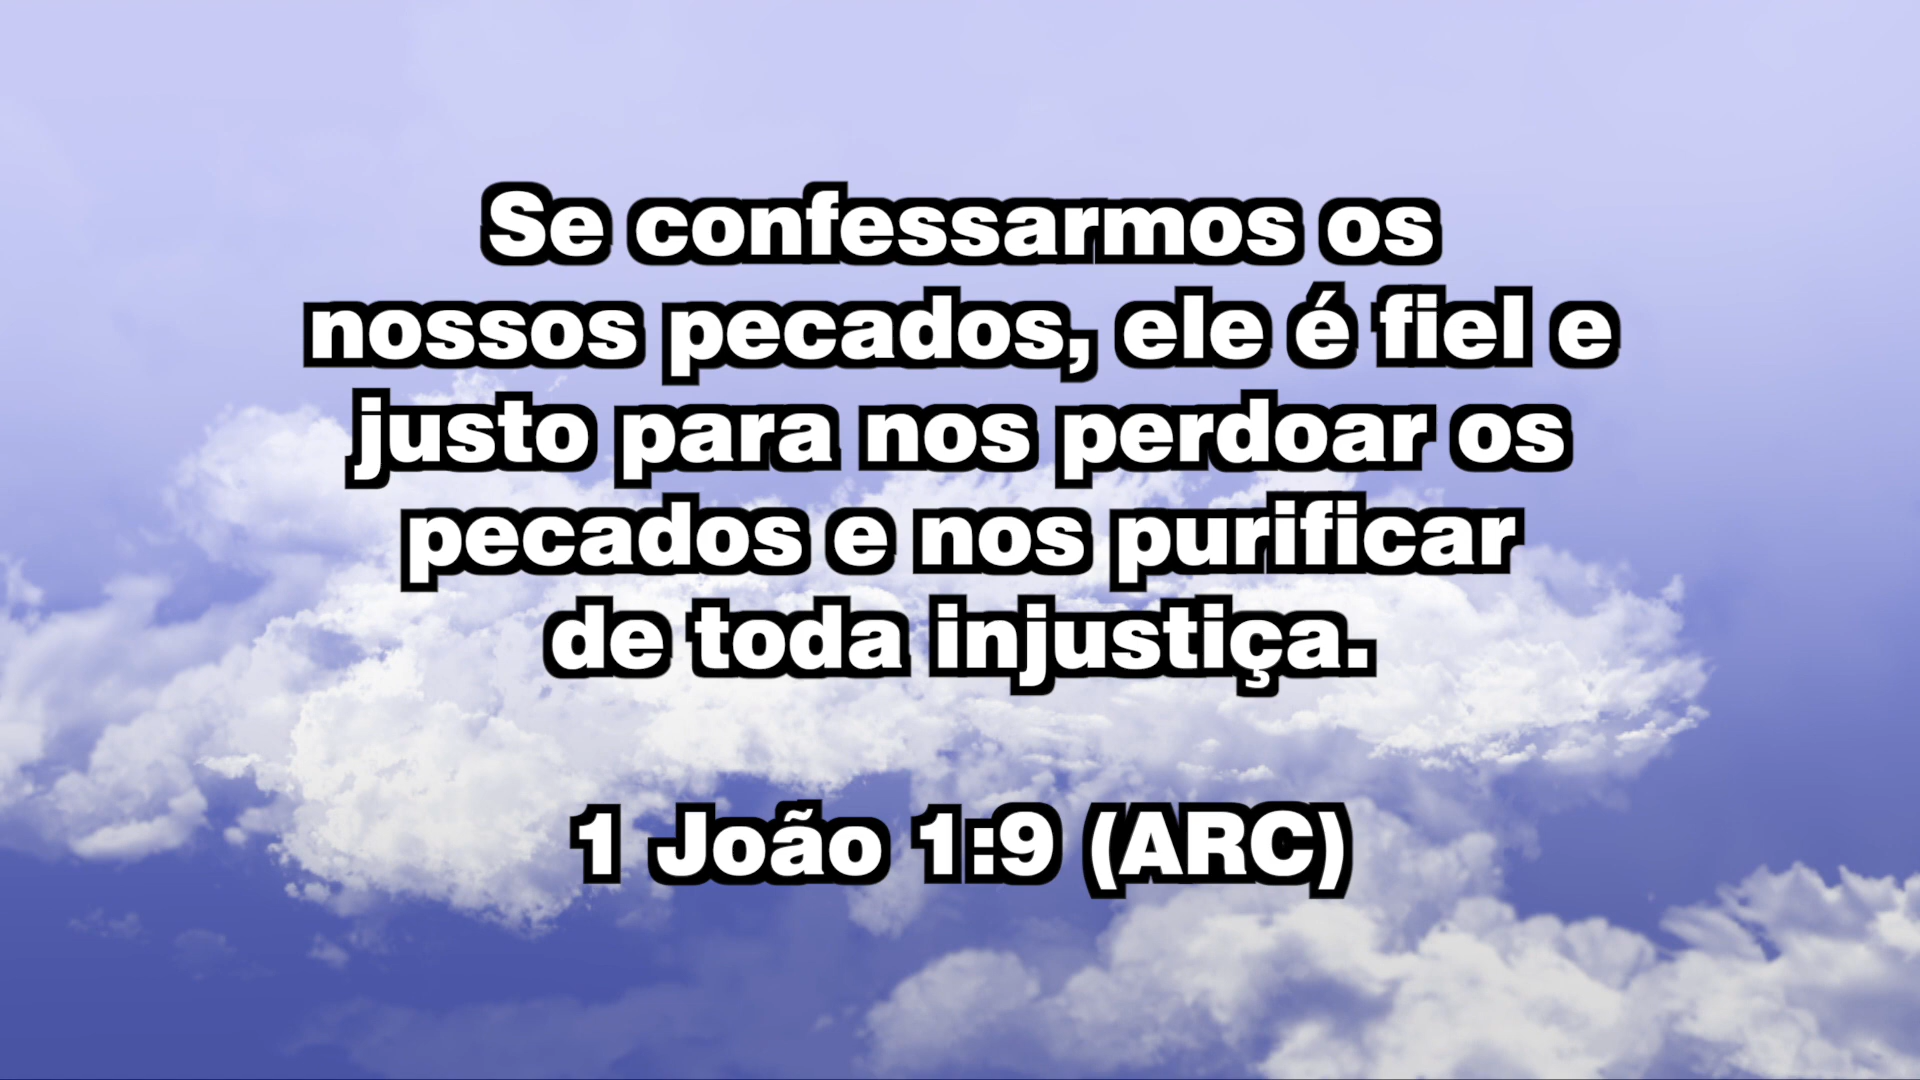 Se confessarmos os
nossos pecados, ele é fiel e
justo para nos perdoar os
pecados e nos purificar
de toda injustiça.
1 João 1:9 (ARC)